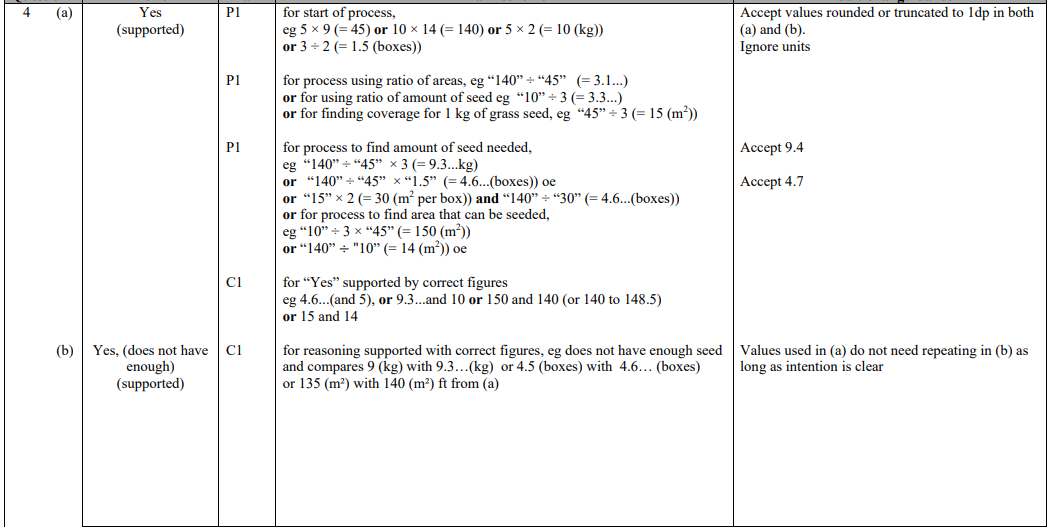 4 (a) Yes P1 for start of process, Accept values rounded or truncated to 1dp in both
(supported) eg 5 × 9 (= 45) or 10 × 14 (= 140) or 5 × 2 (= 10 (kg)) (a) and (b).
or 3 ÷ 2 (= 1.5 (boxes)) Ignore units
P1 for process using ratio of areas, eg “140” ÷ “45” (= 3.1...)
or for using ratio of amount of seed eg “10” ÷ 3 (= 3.3...)
or for finding coverage for 1 kg of grass seed, eg “45” ÷ 3 (= 15 (m²))
P1 for process to find amount of seed needed, Accept 9.4
eg “140” ÷ “45” × 3 (= 9.3...kg)
or “140” ÷ “45” × “1.5” (= 4.6...(boxes)) oe Accept 4.7
or “15” × 2 (= 30 (m² per box)) and “140” ÷ “30” (= 4.6...(boxes))
or for process to find area that can be seeded,
eg “10” ÷ 3 × “45” (= 150 (m²))
or “140” ÷ "10” (= 14 (m²)) oe
C1 for “Yes” supported by correct figures
eg 4.6...(and 5), or 9.3...and 10 or 150 and 140 (or 140 to 148.5)
or 15 and 14
(b) Yes, (does not have C1 for reasoning supported with correct figures, eg does not have enough seed Values used in (a) do not need repeating in (b) as
enough) and compares 9 (kg) with 9.3…(kg) or 4.5 (boxes) with 4.6… (boxes) long as intention is clear
(supported) or 135 (m²) with 140 (m²) ft from (a)